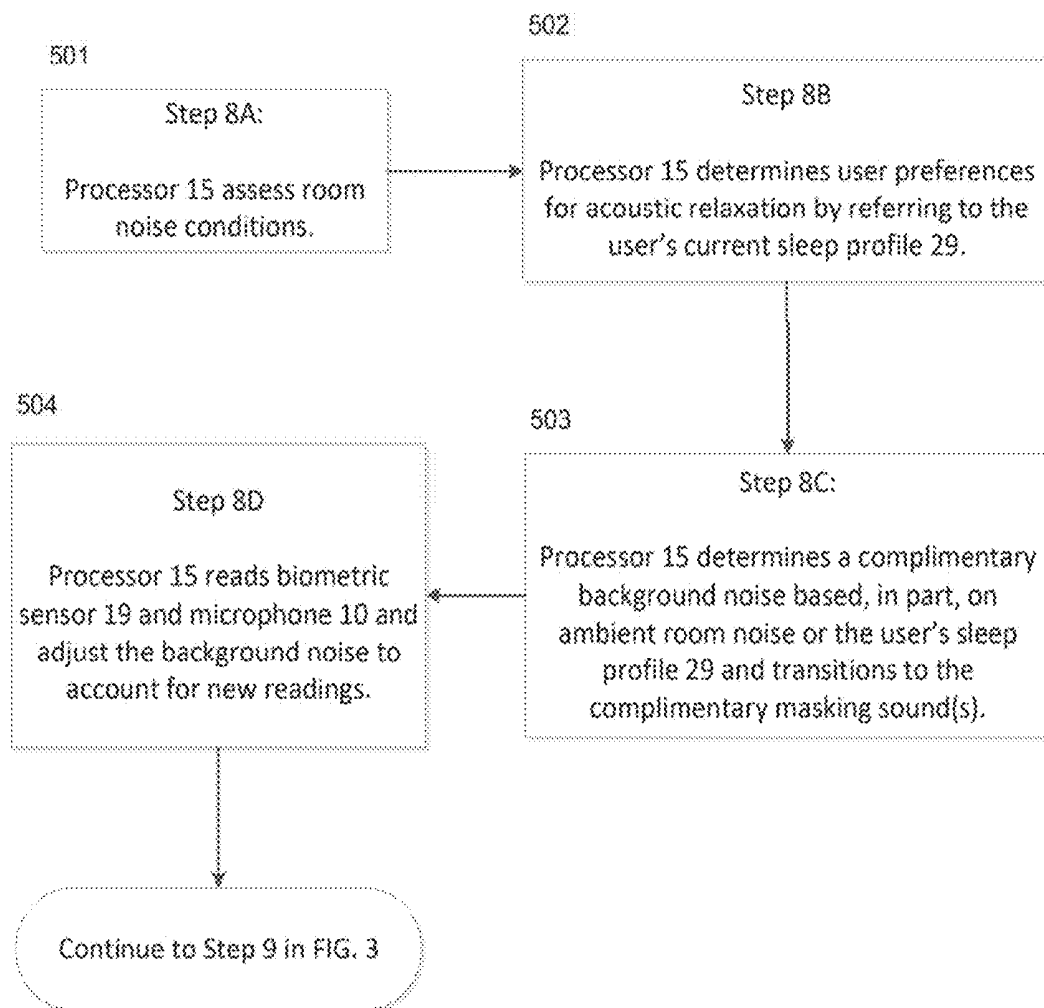 501
Step 8A:
Processor 15 assess room
noise conditions.
502
Step 8B
Processor 15 determines user preferences
for acoustic relaxation by referring to the
user's current sleep profile 29.
503
Step 8C:
Processor 15 determines a complimentary
background noise based, in part, on
ambient room noise or the user's sleep
profile 29 and transitions to the
complimentary masking sound(s).
504
Step 8D
Processor 15 reads biometric
sensor 19 and microphone 10 and
adjust the background noise to
account for new readings.
Continue to Step 9 in FIG. 3